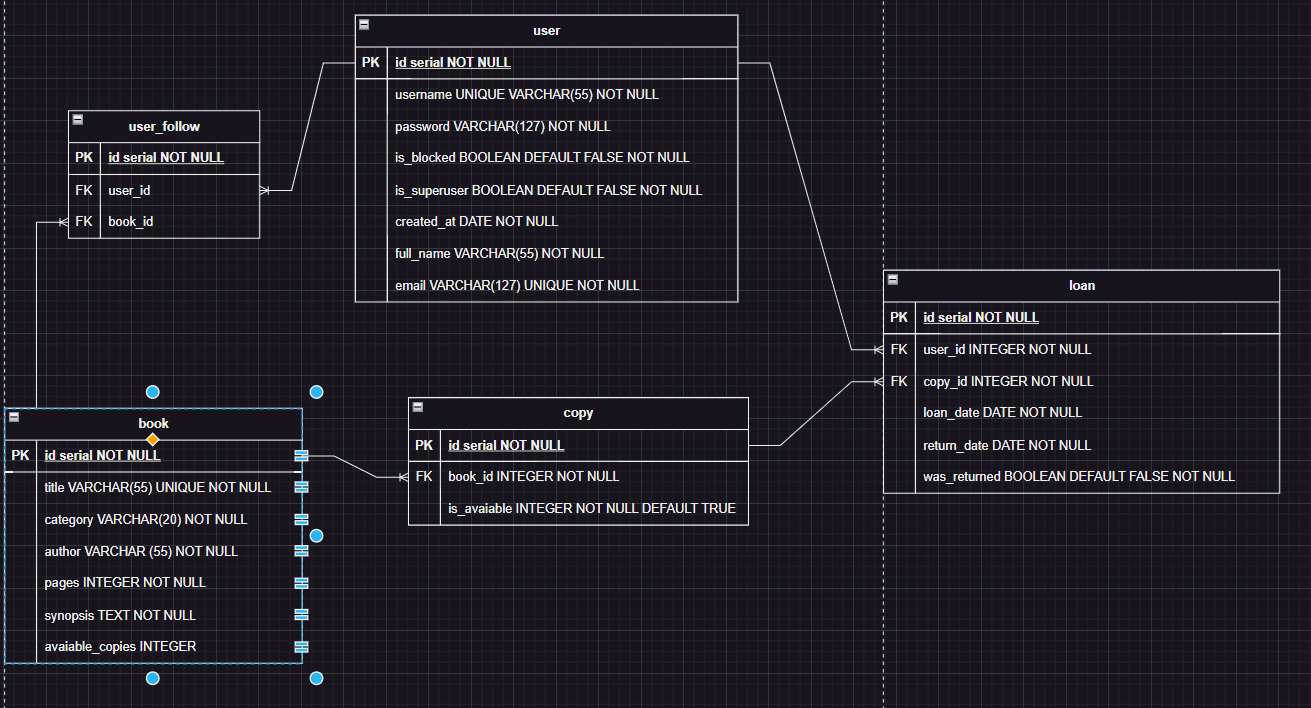 user
PK id serial NOT NULL
username UNIQUE VARCHAR(55) NOT NULL
password VARCHAR(127) NOT NULL
is_blocked BOOLEAN DEFAULT FALSE NOT NULL
is_superuser BOOLEAN DEFAULT FALSE NOT NULL
created_at DATE NOT NULL
full_name VARCHAR(55) NOT NULL
email VARCHAR(127) UNIQUE NOT NULL
user_follow
PK id serial NOT NULL
FK user_id
FK book_id
loan
PK id serial NOT NULL
FK user_id INTEGER NOT NULL
FK copy_id INTEGER NOT NULL
loan_date DATE NOT NULL
return_date DATE NOT NULL
was_returned BOOLEAN DEFAULT FALSE NOT NULL
book
PK id serial NOT NULL
title VARCHAR(55) UNIQUE NOT NULL
category VARCHAR(20) NOT NULL
author VARCHAR (55) NOT NULL
pages INTEGER NOT NULL
synopsis TEXT NOT NULL
avaiable_copies INTEGER
copy
PK id serial NOT NULL
FK book_id INTEGER NOT NULL
is_avaiable INTEGER NOT NULL DEFAULT TRUE